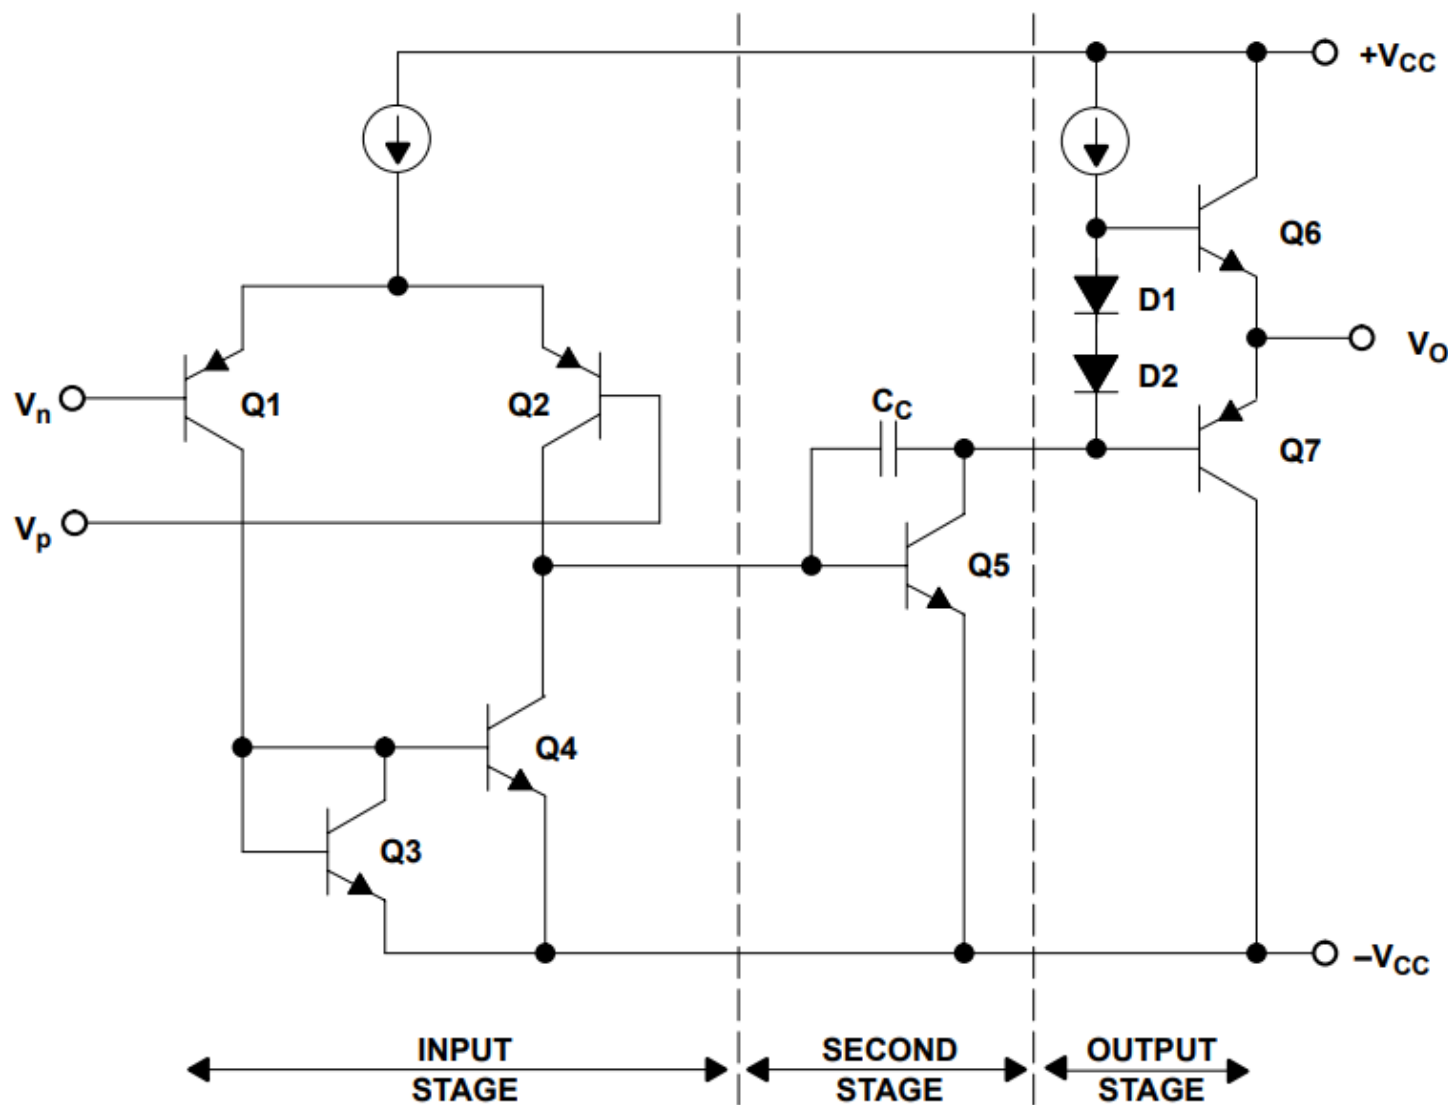 +VCC
Q6
D1
VO
D2
Vn
Q1
Q2
CC
Q7
Vp
Q5
Q4
Q3
–VCC
INPUT
STAGE
SECOND
STAGE
OUTPUT
STAGE